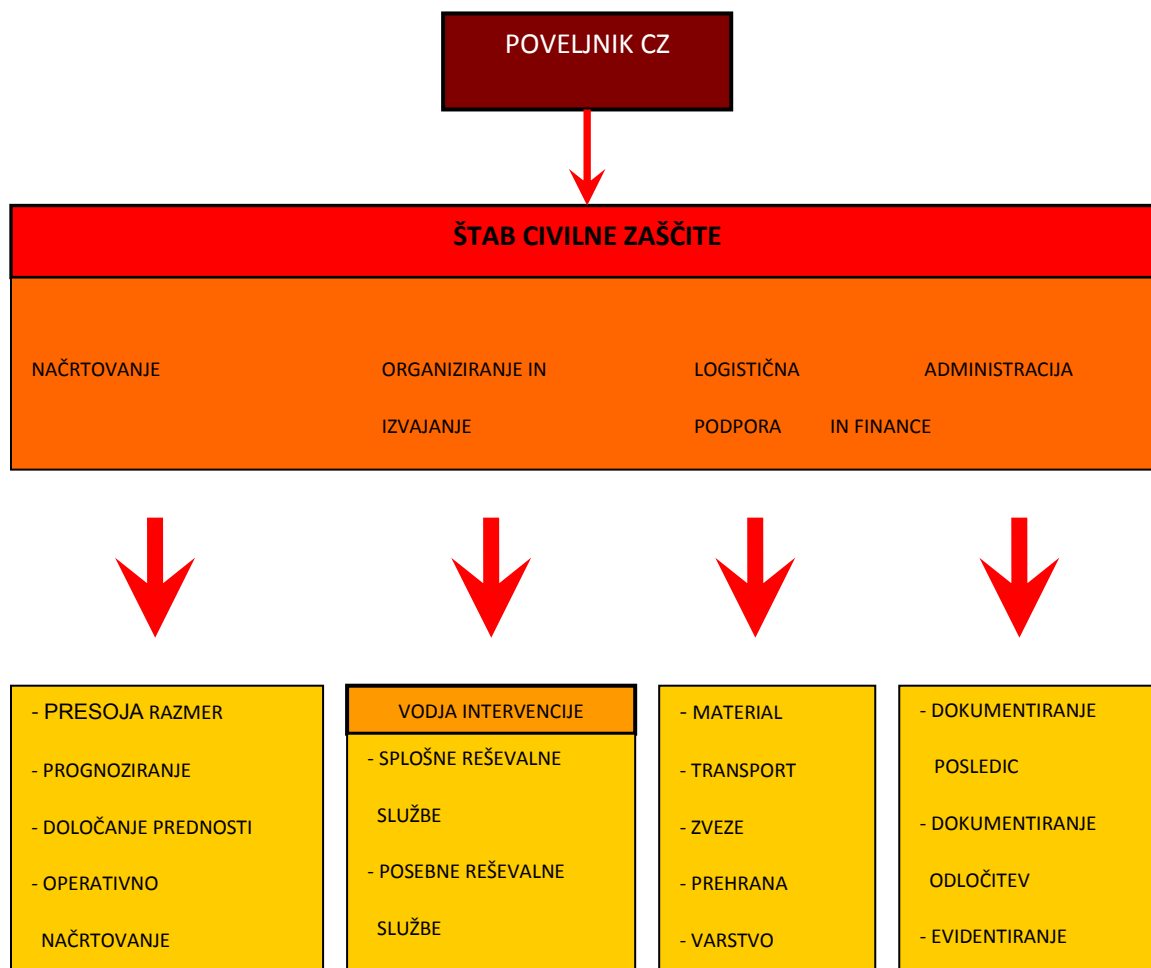 POVELJNIK CZ
ŠTAB CIVILNE ZAŠČITE
NAČRTOVANJE
ORGANIZIRANJE IN
IZVAJANJE
LOGISTIČNA
PODPORA
ADMINISTRACIJA
IN FINANCE
- PRESOJA RAZMER
- PROGNOZIRANJE
- DOLOČANJE PREDNOSTI
- OPERATIVNO
NAČRTOVANJE
VODJA INTERVENCIJE
- SPLOŠNE REŠEVALNE
SLUŽBE
- POSEBNE REŠEVALNE
SLUŽBE
- MATERIAL
- TRANSPORT
- ZVEZE
- PREHRANA
- VARSTVO
- DOKUMENTIRANJE
POSLEDIC
- DOKUMENTIRANJE
ODLOČITEV
- EVIDENTIRANJE